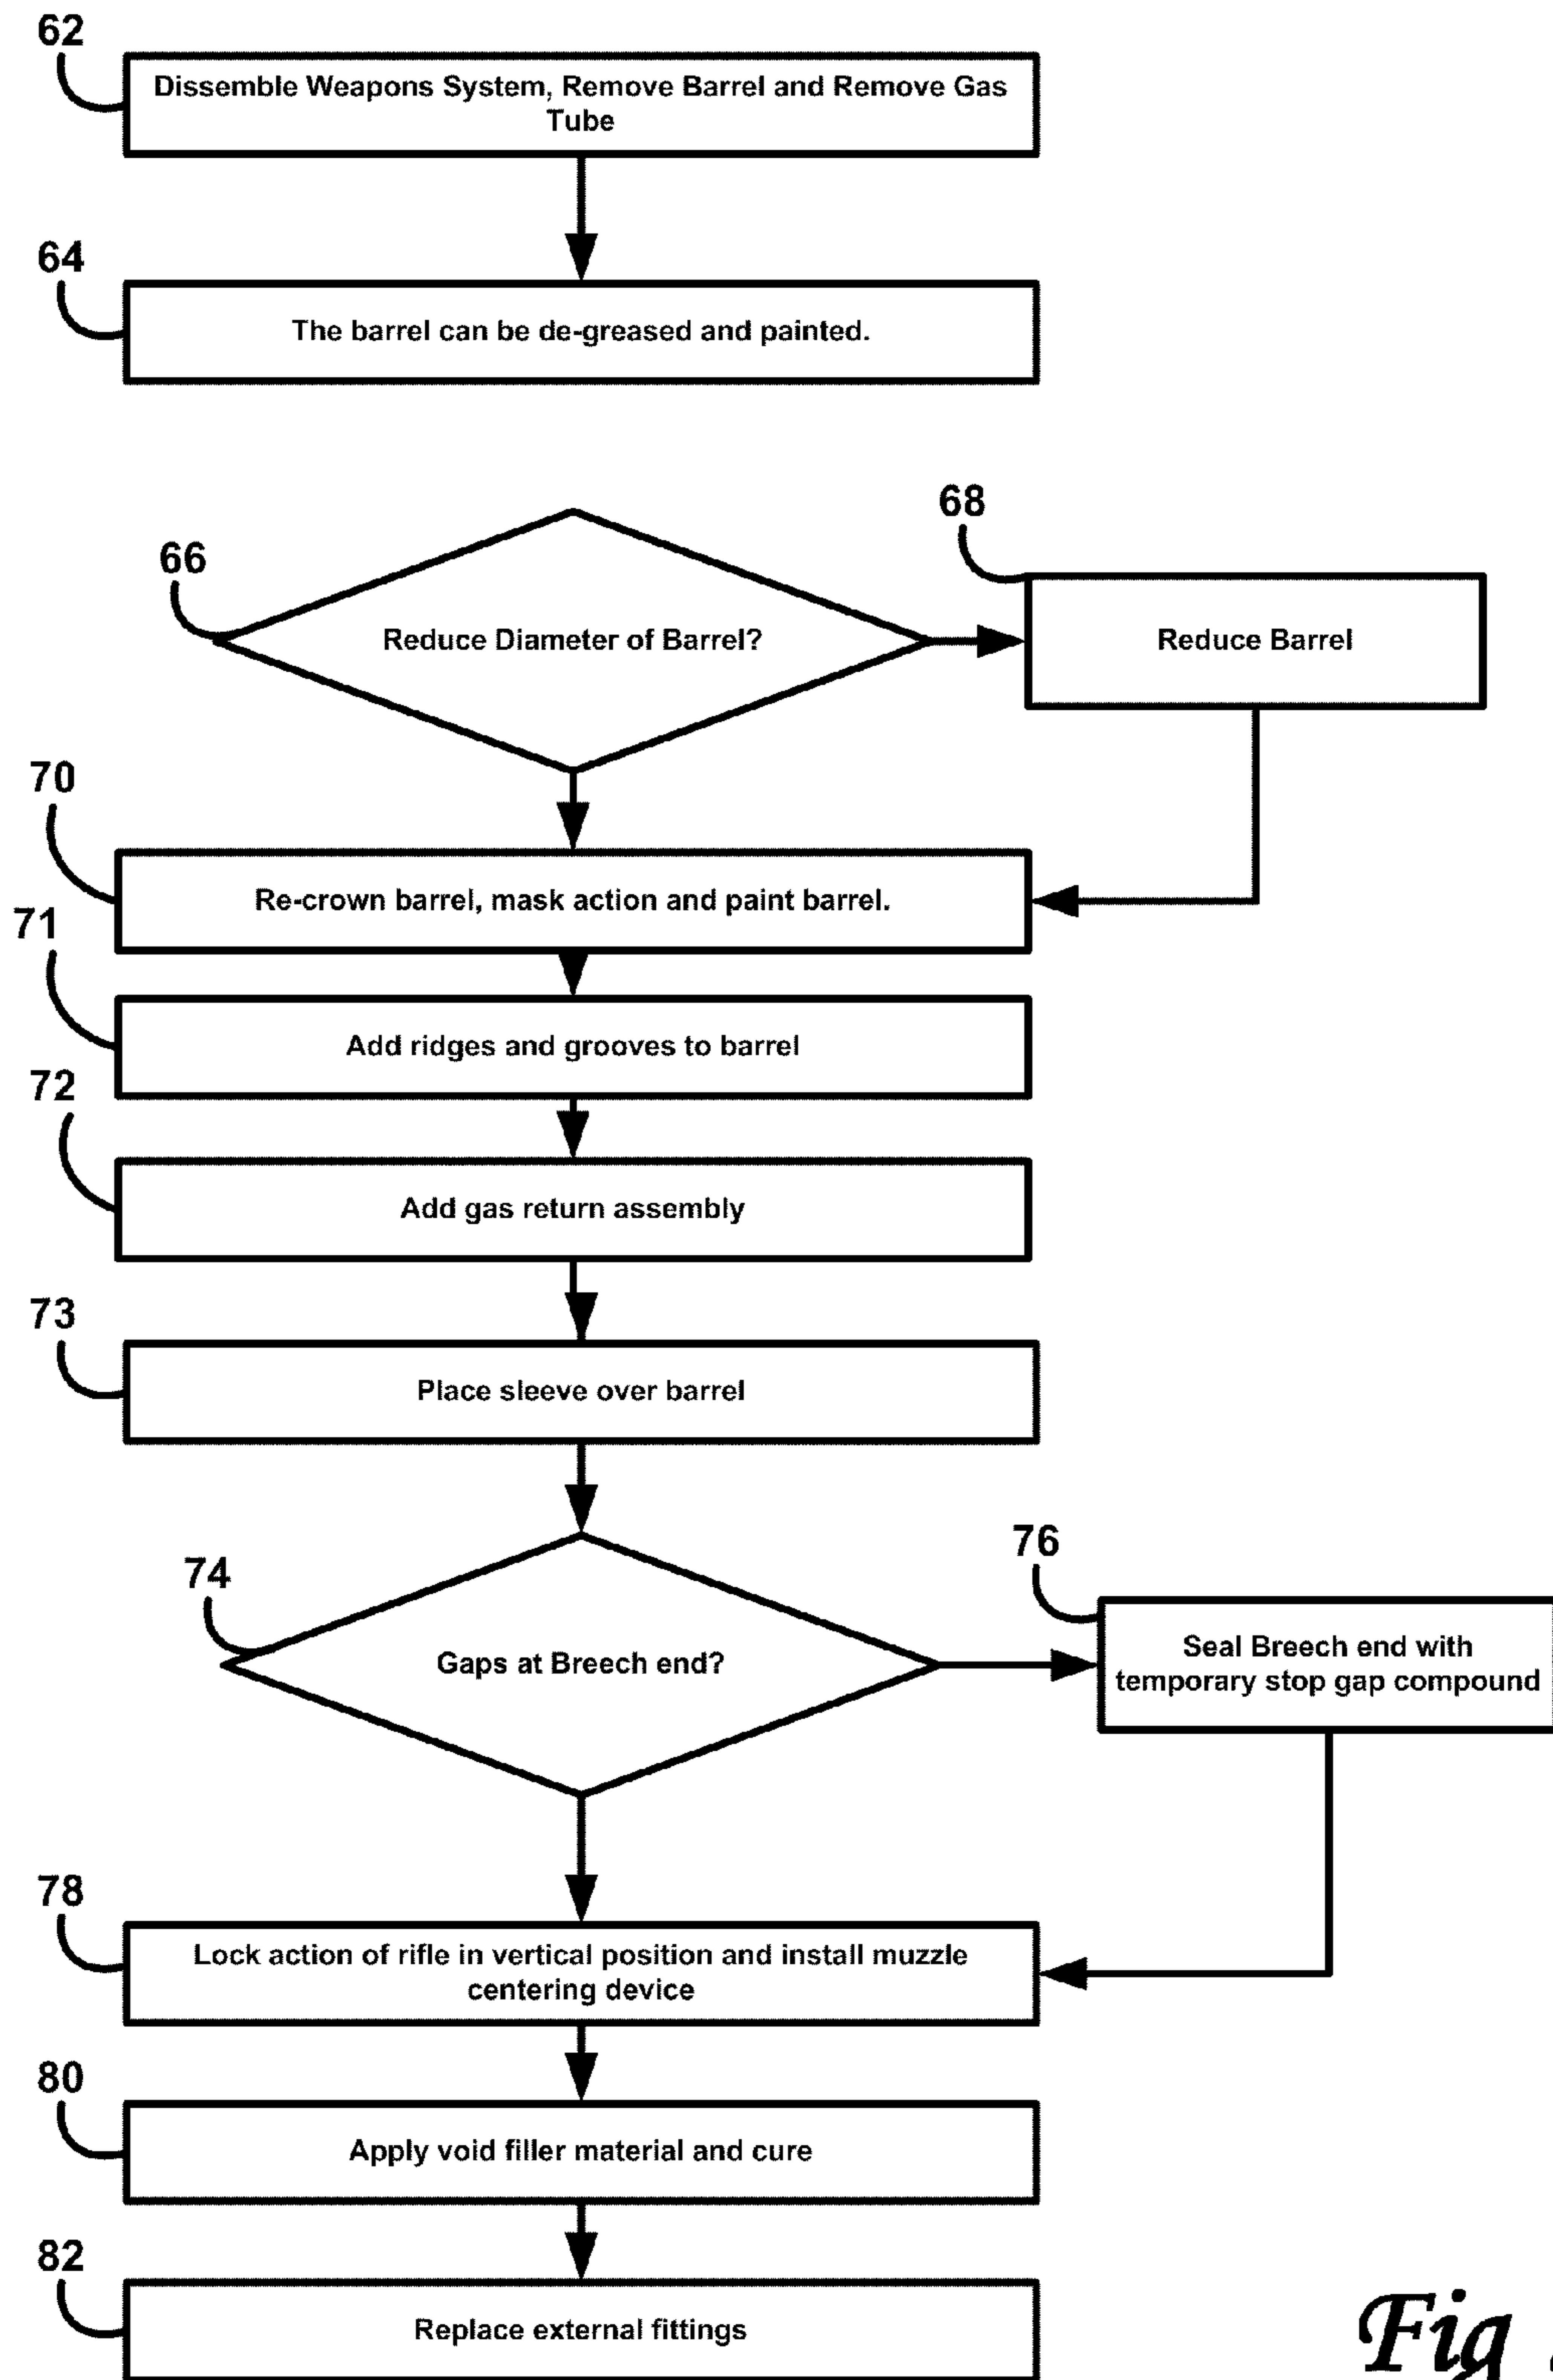 62
Dissemble Weapons System, Remove Barrel and Remove Gas
Tube
64
The barrel can be de-greased and painted.
66
Reduce Diameter of Barrel?
68
Reduce Barrel
70
Re-crown barrel, mask action and paint barrel.
71
Add ridges and grooves to barrel
72
Add gas return assembly
73
Place sleeve over barrel
74
Gaps at Breech end?
76
Seal Breech end with
temporary stop gap compound
78
Lock action of rifle in vertical position and install muzzle
centering device
80
Apply void filler material and cure
82
Replace external fittings
Fig